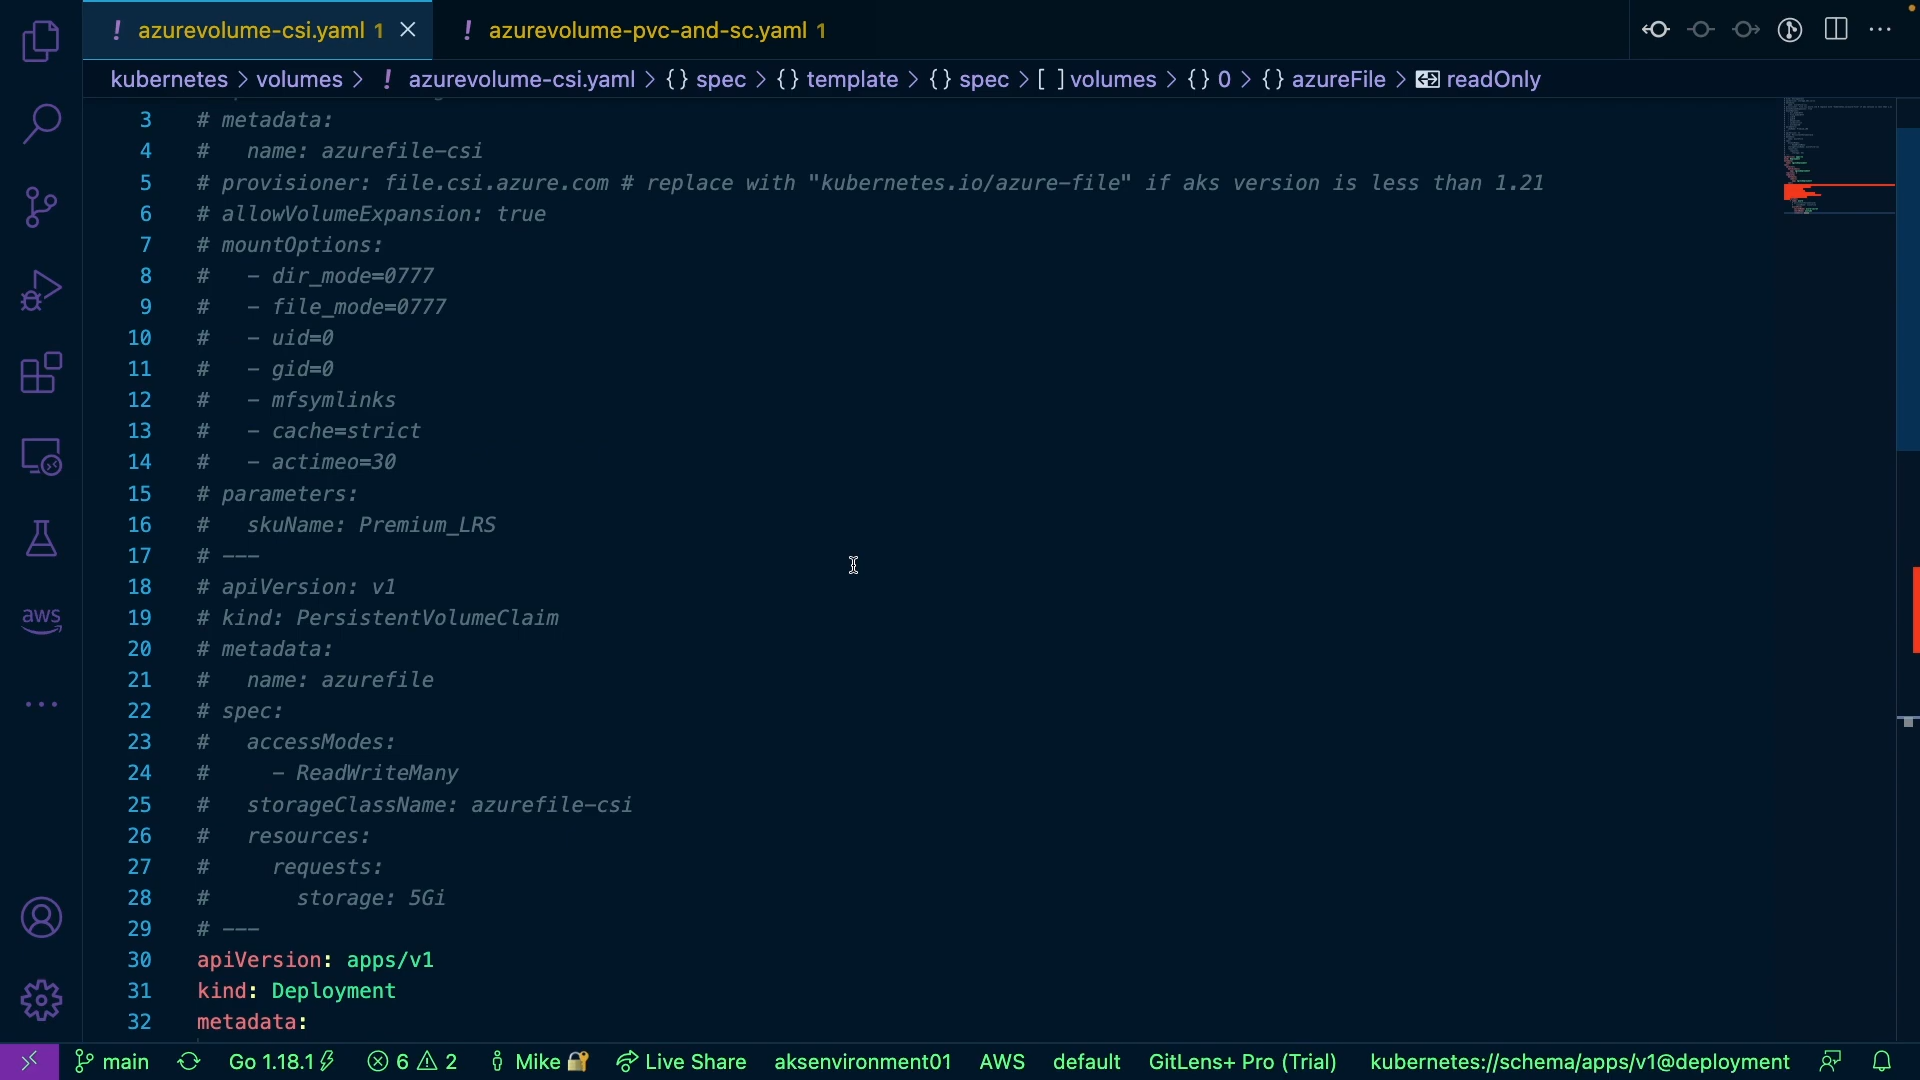 ! azurevolume-csi.yaml 1 ! azurevolume-pvc-and-sc.yaml 1
kubernetes > volumes > ! azurevolume-csi.yaml > {} spec > {} template > {} spec > [ ] volumes > {} 0 > {} azureFile > readOnly
3 # metadata:
4 #   name: azurefile-csi
5 # provisioner: file.csi.azure.com # replace with "kubernetes.io/azure-file" if aks version is less than 1.21
6 # allowVolumeExpansion: true
7 # mountOptions:
8 #   - dir_mode=0777
9 #   - file_mode=0777
10 #   - uid=0
11 #   - gid=0
12 #   - mfsymlinks
13 #   - cache=strict
14 #   - actimeo=30
15 # parameters:
16 #   skuName: Premium_LRS
17 # ---
18 # apiVersion: v1
19 # kind: PersistentVolumeClaim
20 # metadata:
21 #   name: azurefile
22 # spec:
23 #   accessModes:
24 #     - ReadWriteMany
25 #   storageClassName: azurefile-csi
26 #   resources:
27 #     requests:
28 #       storage: 5Gi
29 # ---
30 apiVersion: apps/v1
31 kind: Deployment
32 metadata:
aws
main Go 1.18.1 6 2 Mike Live Share aksenvironment01 AWS default GitLens+ Pro (Trial) kubernetes://schema/apps/v1@deployment